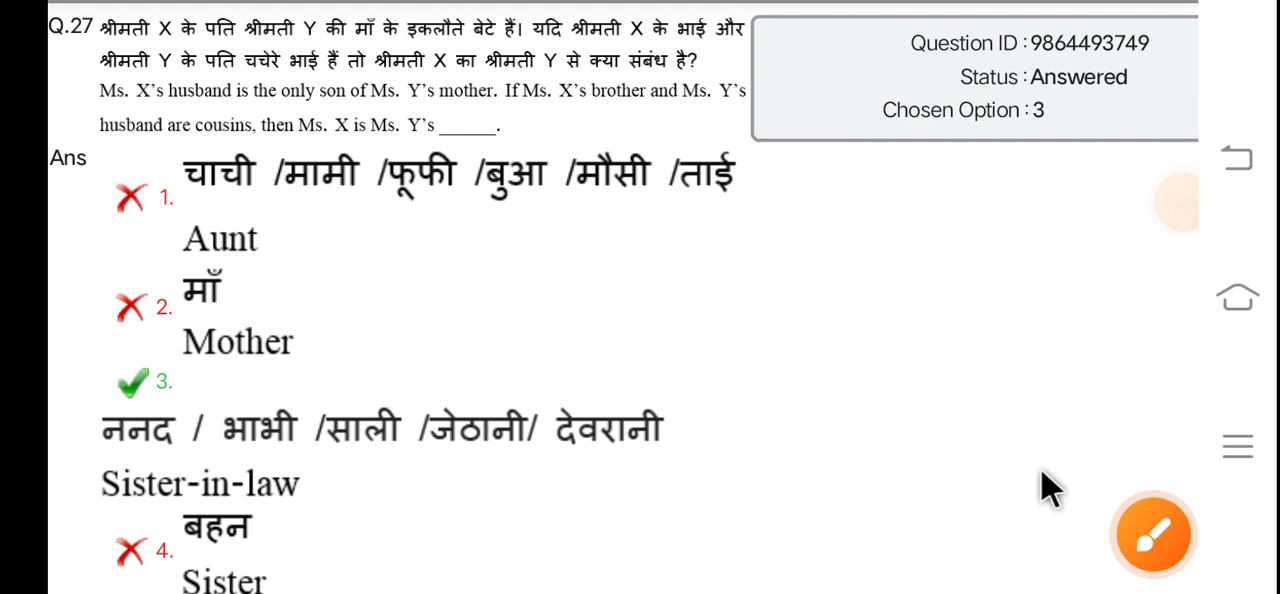 Q.27 श्रीमती X के पति श्रीमती Y की माँ के इकलौते बेटे हैं। यदि श्रीमती X के भाई और
श्रीमती Y के पति चचेरे भाई हैं तो श्रीमती X का श्रीमती Y से क्या संबंध है?
Ms. X’s husband is the only son of Ms. Y’s mother. If Ms. X’s brother and Ms. Y’s
husband are cousins, then Ms. X is Ms. Y’s ______.
Question ID : 9864493749
Status : Answered
Chosen Option : 3
Ans
1. चाची /मामी /फूफी /बुआ /मौसी /ताई
Aunt
2. माँ
Mother
3.
ननद / भाभी /साली /जेठानी/ देवरानी
Sister-in-law
4. बहन
Sister